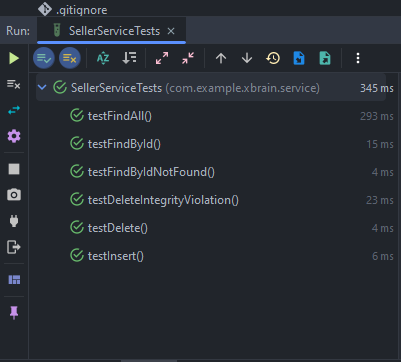 .gitignore
Run: SellerServiceTests
SellerServiceTests (com.example.xbrain.service) 345 ms
testFindAll() 293 ms
testFindById() 15 ms
testFindByIdNotFound() 4 ms
testDeleteIntegrityViolation() 23 ms
testDelete() 4 ms
testInsert() 6 ms